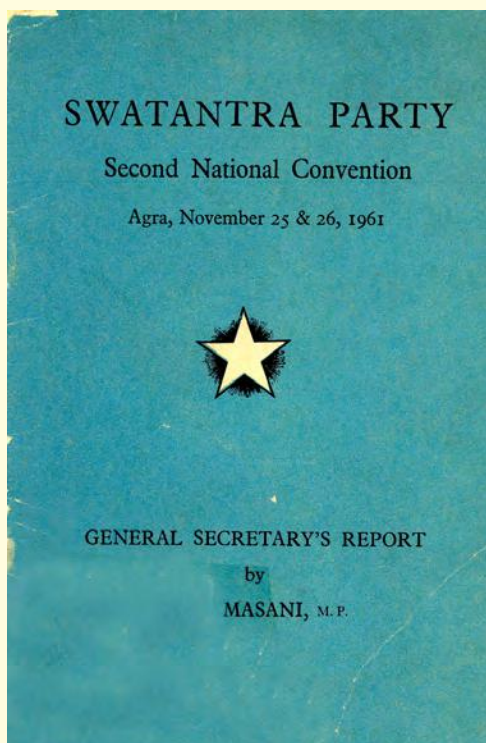 SWATANTRA PARTY
Second National Convention
Agra, November 25 & 26, 1961
GENERAL SECRETARY'S REPORT
by
MASANI, M. P.